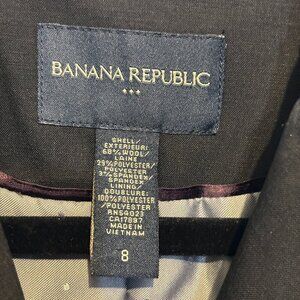 BANANA REPUBLIC
SHELL/
EXTERIEUR:
68% WOOL/
LAINE
29% POLYESTER/
POLYESTER
3% SPANDEX/
SPANDEX
LINING/
DOUBLURE:
100% POLYESTER
/POLYESTER
RN54023
CA17897
MADE IN
VIETNAM
8